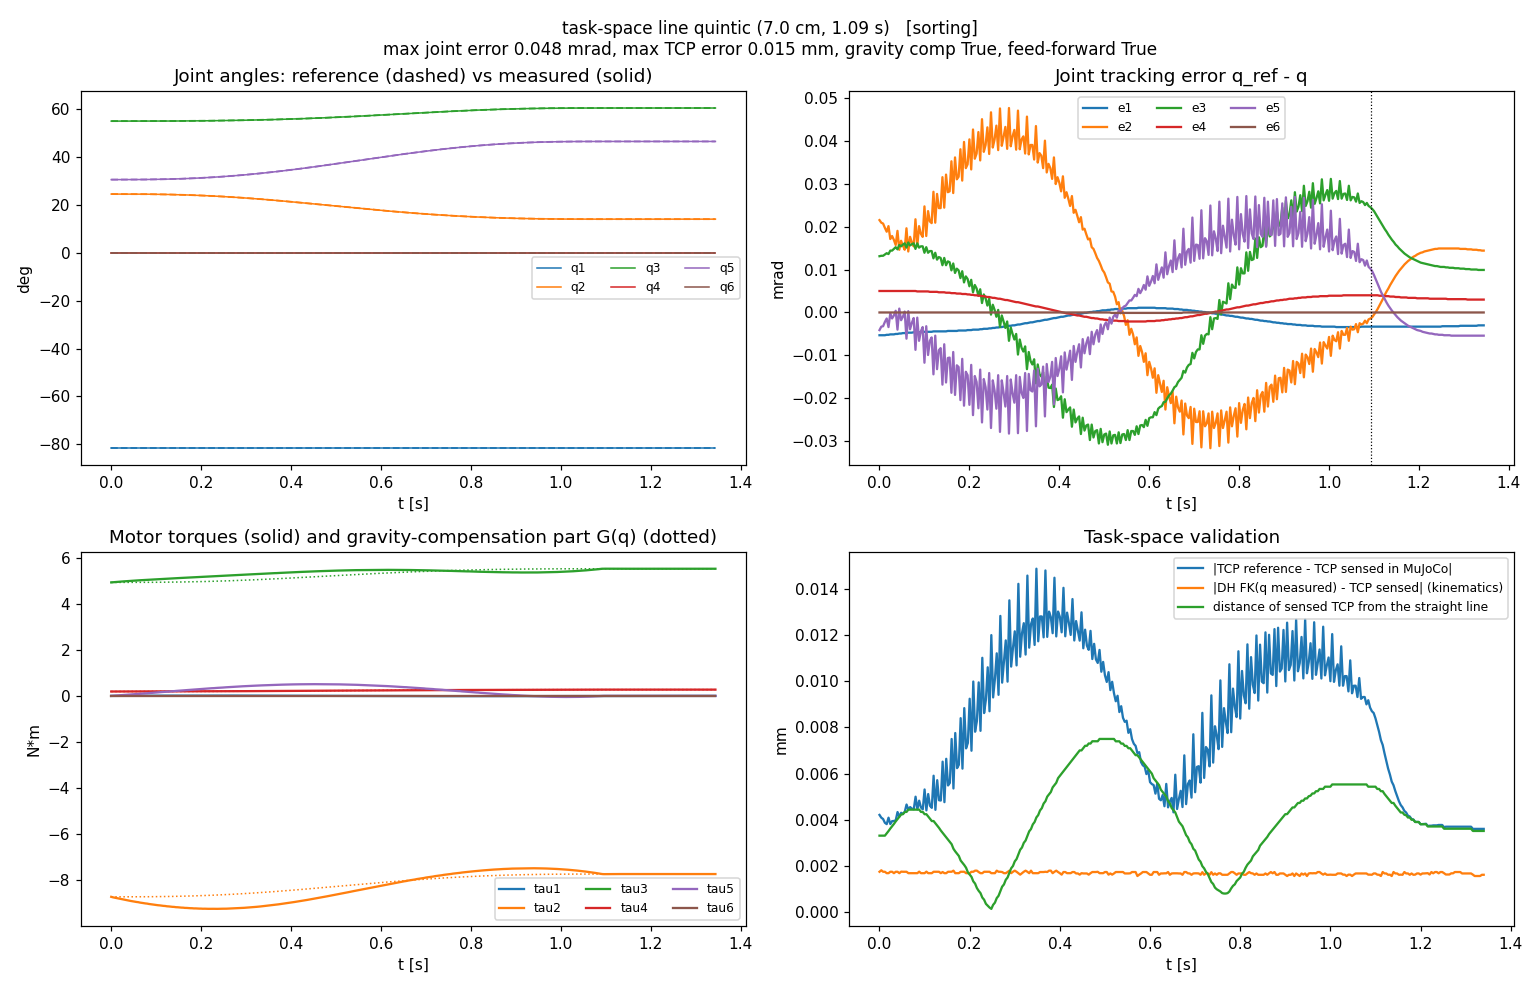 task-space line quintic (7.0 cm, 1.09 s)   [sorting]
max joint error 0.048 mrad, max TCP error 0.015 mm, gravity comp True, feed-forward True
Joint angles: reference (dashed) vs measured (solid)
60
40
20
0
−20
−40
−60
−80
deg
q1 q3 q5
q2 q4 q6
0.0 0.2 0.4 0.6 0.8 1.0 1.2 1.4
t [s]
Joint tracking error q_ref - q
0.05
0.04
0.03
0.02
0.01
0.00
−0.01
−0.02
−0.03
mrad
e1 e3 e5
e2 e4 e6
0.0 0.2 0.4 0.6 0.8 1.0 1.2 1.4
t [s]
Motor torques (solid) and gravity-compensation part G(q) (dotted)
6
4
2
0
−2
−4
−6
−8
N*m
tau1 tau3 tau5
tau2 tau4 tau6
0.0 0.2 0.4 0.6 0.8 1.0 1.2 1.4
t [s]
Task-space validation
|TCP reference - TCP sensed in MuJoCo|
|DH FK(q measured) - TCP sensed| (kinematics)
distance of sensed TCP from the straight line
0.014
0.012
0.010
0.008
0.006
0.004
0.002
0.000
mm
0.0 0.2 0.4 0.6 0.8 1.0 1.2 1.4
t [s]